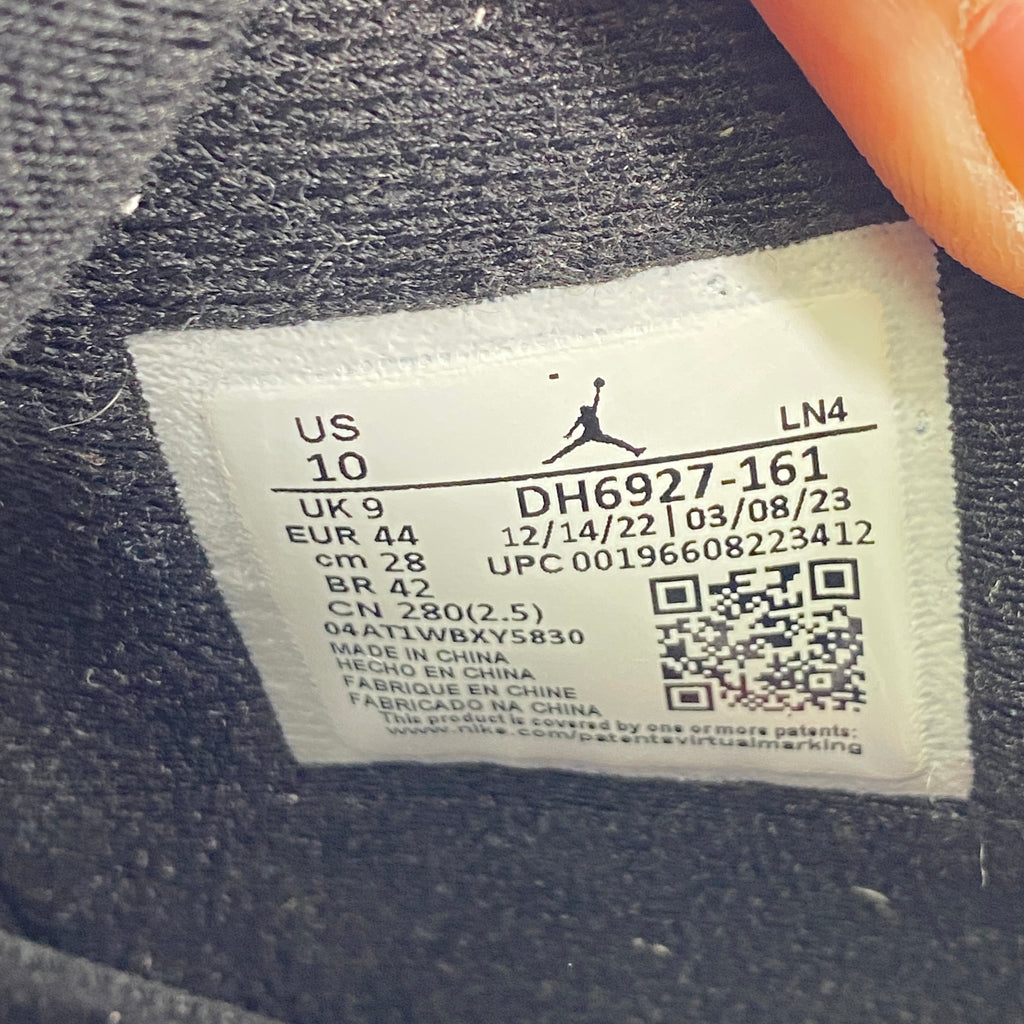 US
10
LN4
UK 9
EUR 44
cm 28
BR 42
CN 280(2.5)
04AT1WBXY5830
MADE IN CHINA
HECHO EN CHINA
FABRIQUE EN CHINE
FABRICADO NA CHINA
DH6927-161
12/14/22 | 03/08/23
UPC 00196608223412
This product is covered by one or more patents:
www.nike.com/patentsvirtualmarking